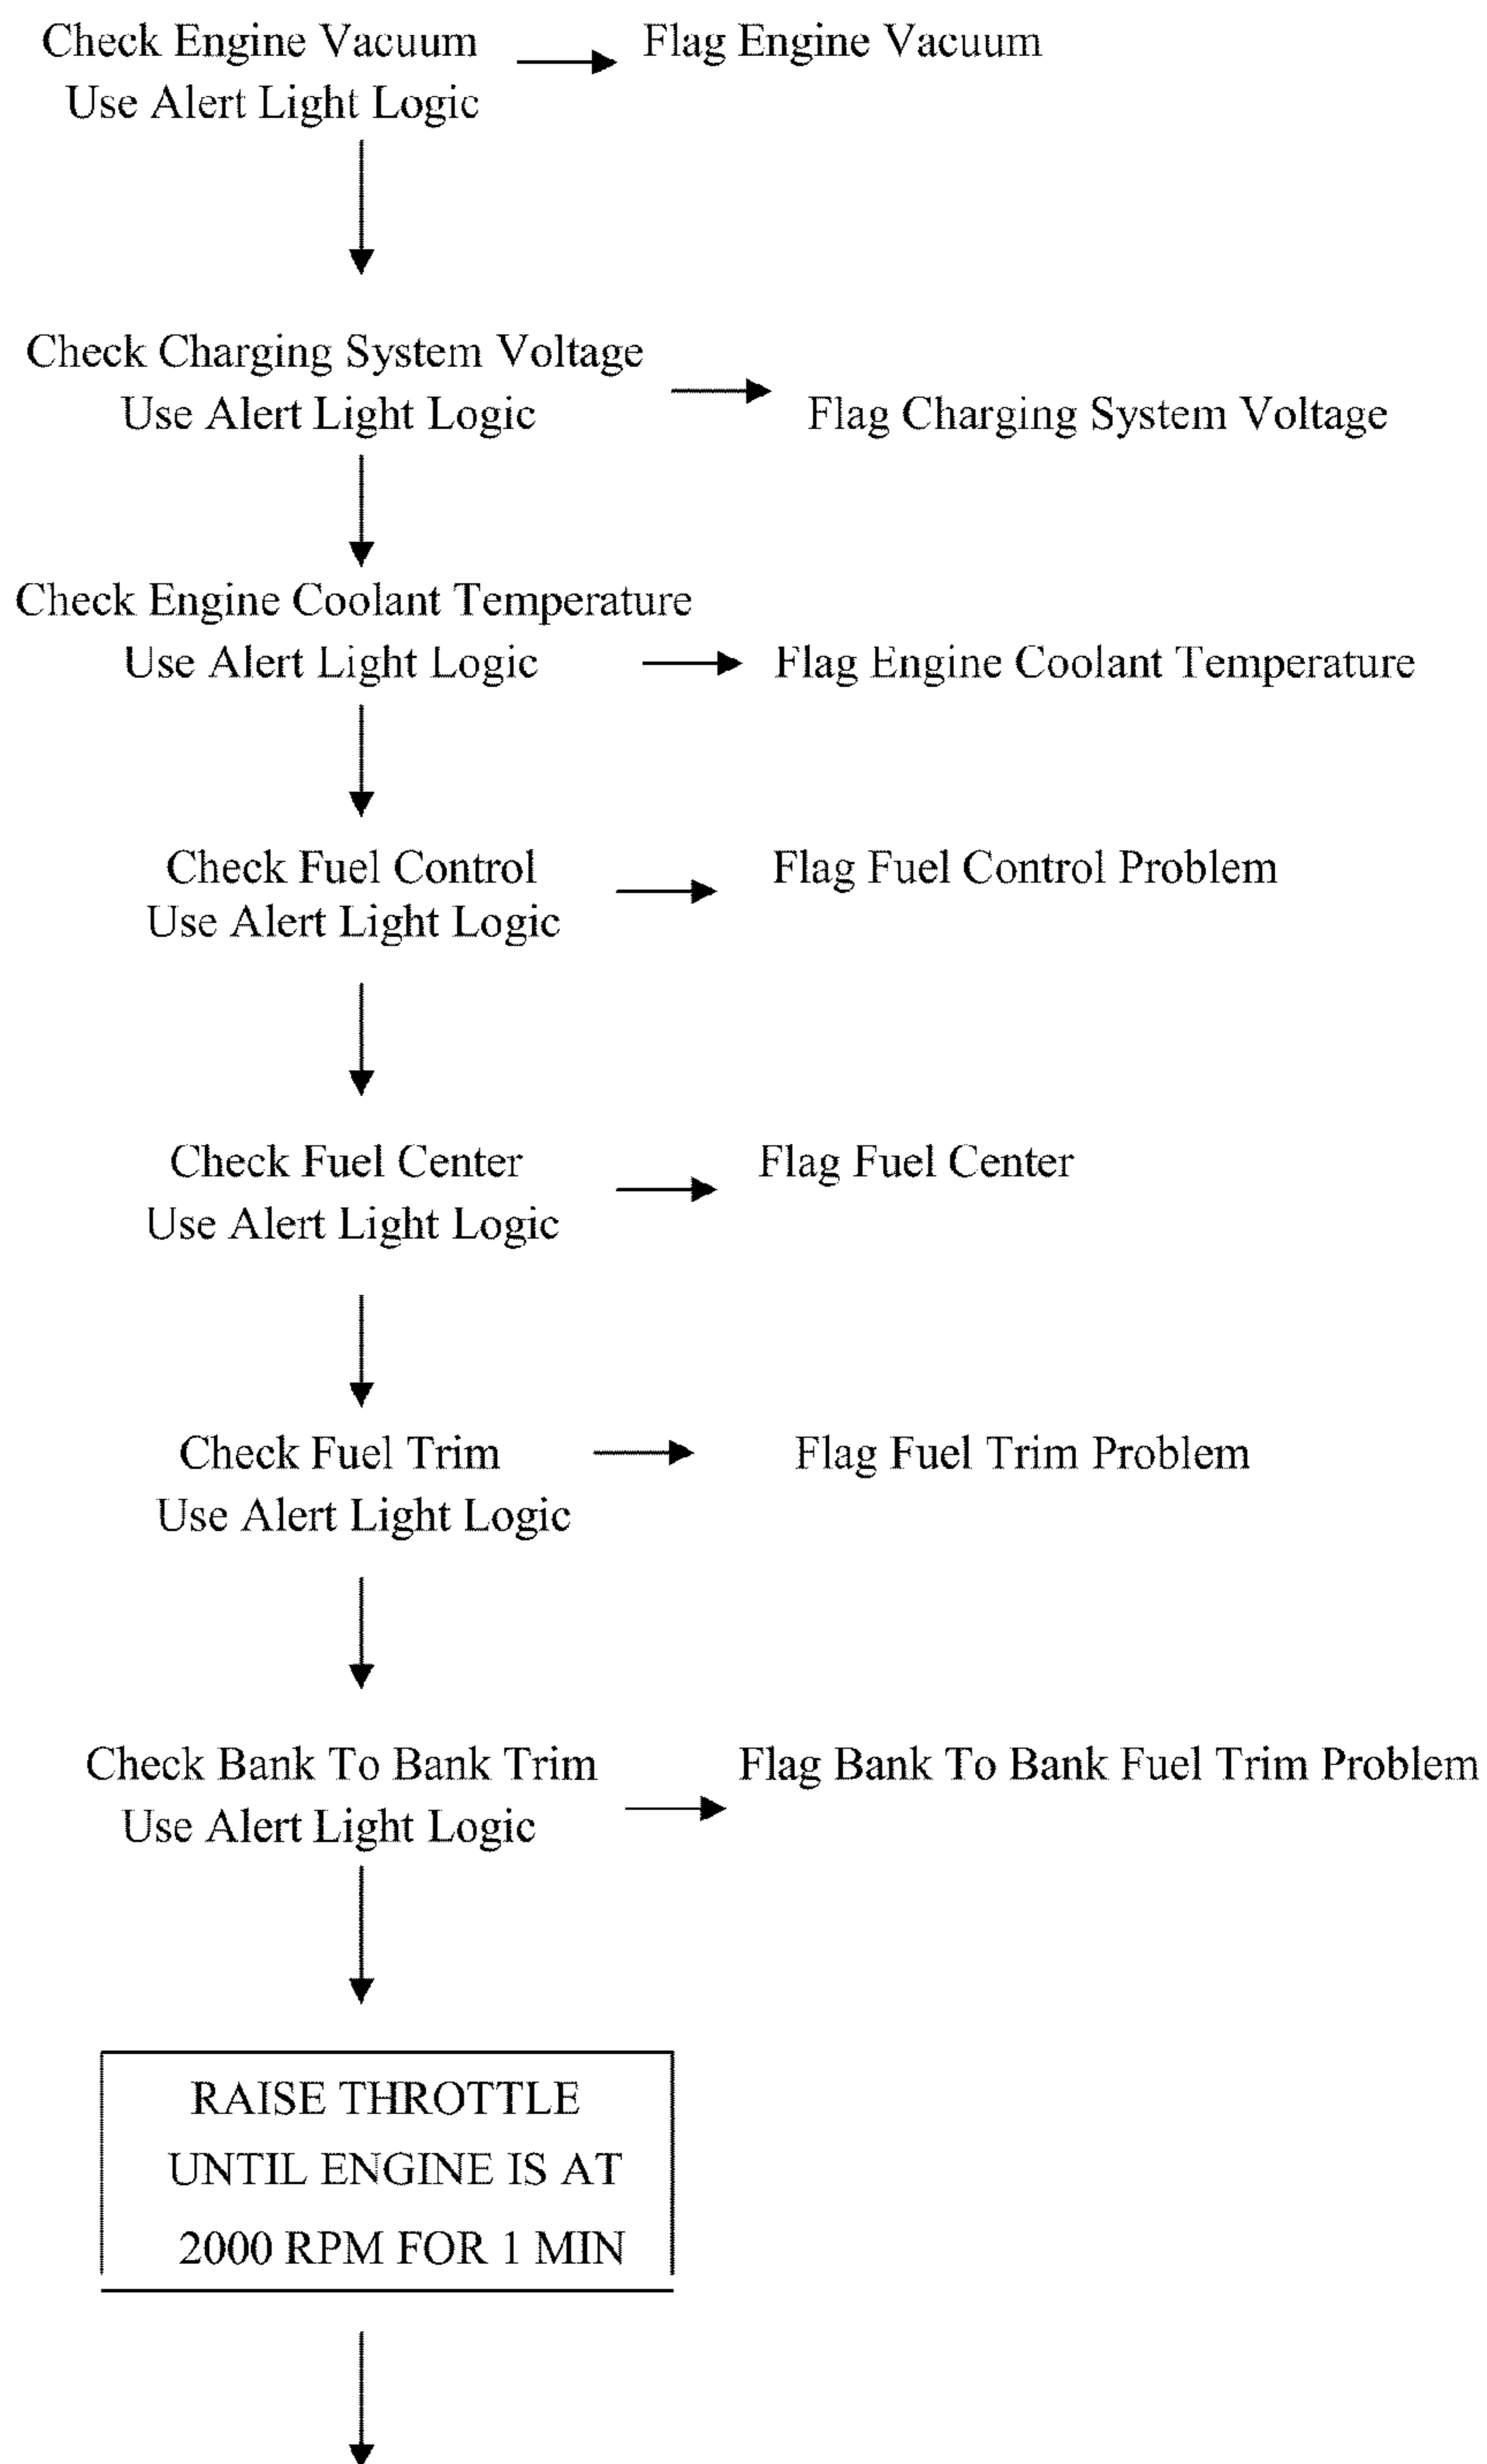 Check Engine Vacuum
Flag Engine Vacuum
Use Alert Light Logic
Check Charging System Voltage
Use Alert Light Logic
Flag Charging System Voltage
Check Engine Coolant Temperature
Use Alert Light Logic
Flag Engine Coolant Temperature
Check Fuel Control
Flag Fuel Control Problem
Use Alert Light Logic
Check Fuel Center
Flag Fuel Center
Use Alert Light Logic
Check Fuel Trim
Flag Fuel Trim Problem
Use Alert Light Logic
Check Bank To Bank Trim
Flag Bank To Bank Fuel Trim Problem
Use Alert Light Logic
RAISE THROTTLE
UNTIL ENGINE IS AT
2000 RPM FOR 1 MIN